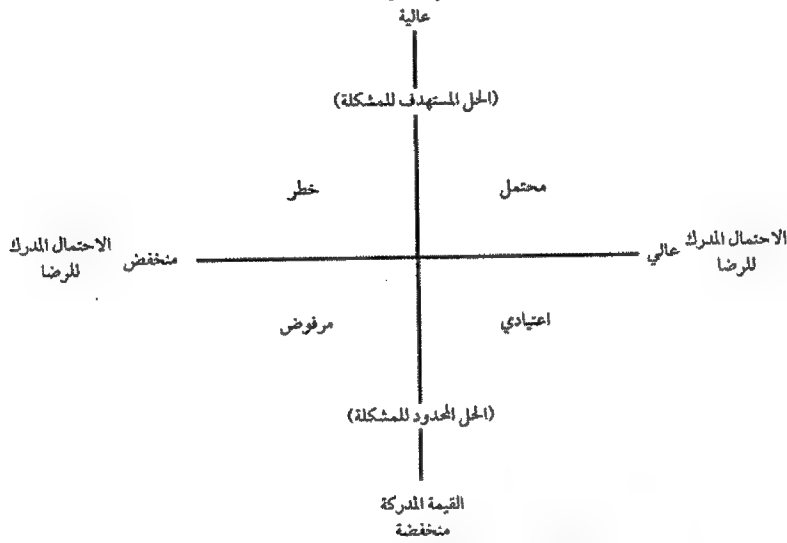 عالية
(الحل المستهدف للمشكلة)
محتمل
خطر
الاحتمال المدرك
للرضا
عالي
منخفض
الاحتمال المدرك
للرضا
اعتيادي
مرفوض
(الحل المحدود للمشكلة)
القيمة المدركة
منخفضة